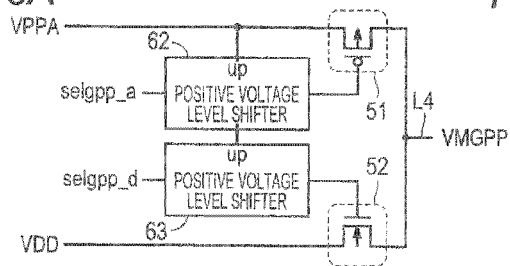 VPPA
62
up
selgpp_a
POSITIVE VOLTAGE
LEVEL SHIFTER
51
L4
VMGPP
up
52
selgpp_d
POSITIVE VOLTAGE
LEVEL SHIFTER
63
VDD